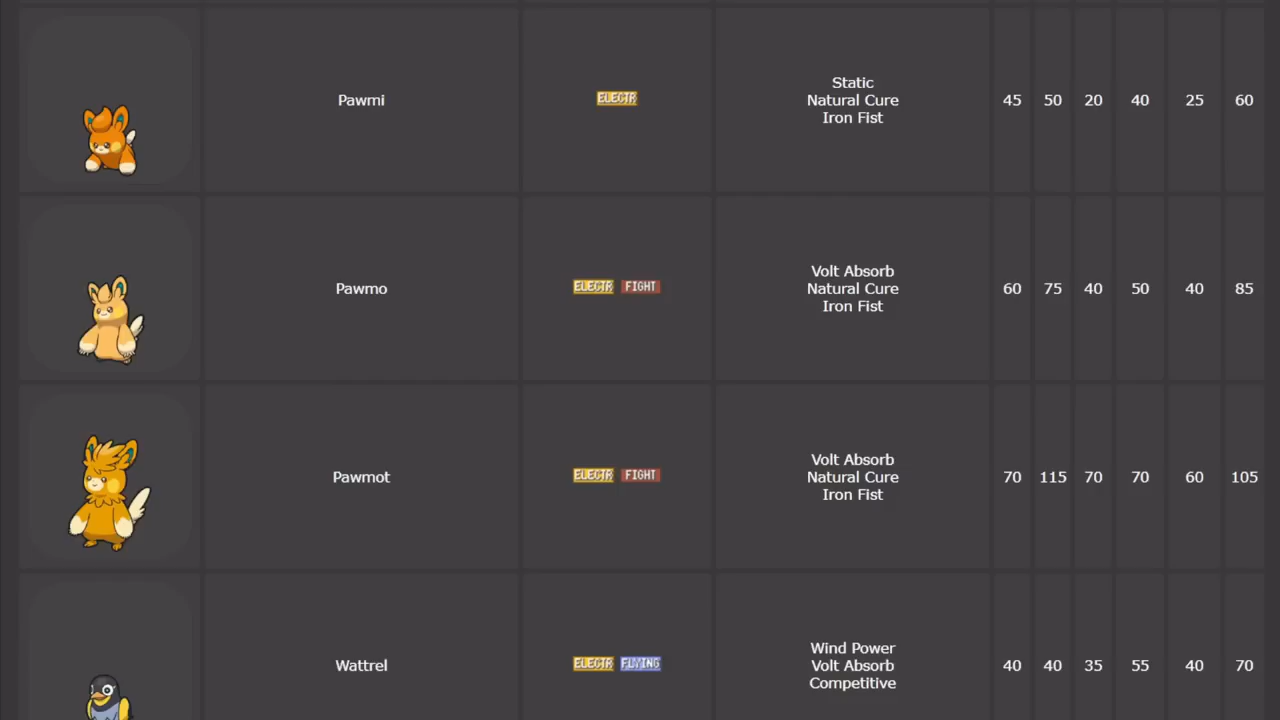 Pawmi ELECTR Static 45 50 20 40 25 60
Natural Cure
Iron Fist
Pawmo ELECTR FIGHT Volt Absorb 60 75 40 50 40 85
Natural Cure
Iron Fist
Pawmot ELECTR FIGHT Volt Absorb 70 115 70 70 60 105
Natural Cure
Iron Fist
Wattrel ELECTR FLYING Wind Power 40 40 35 55 40 70
Volt Absorb
Competitive